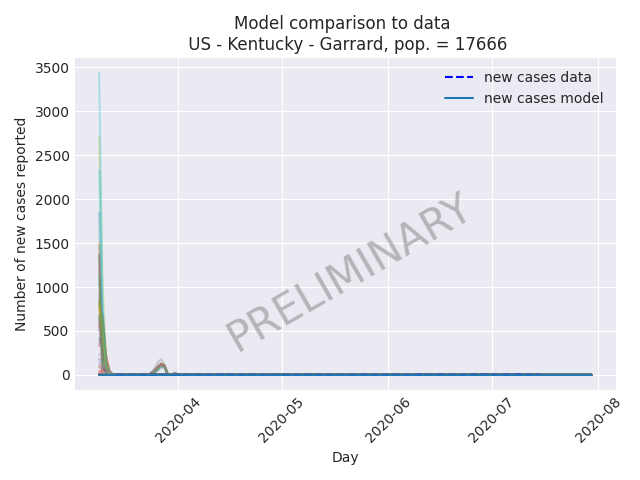 Model comparison to data
US - Kentucky - Garrard, pop. = 17666
new cases data
new cases model
Number of new cases reported
3500
3000
2500
2000
1500
1000
500
0
PRELIMINARY
2020-04
2020-05
2020-06
2020-07
2020-08
Day